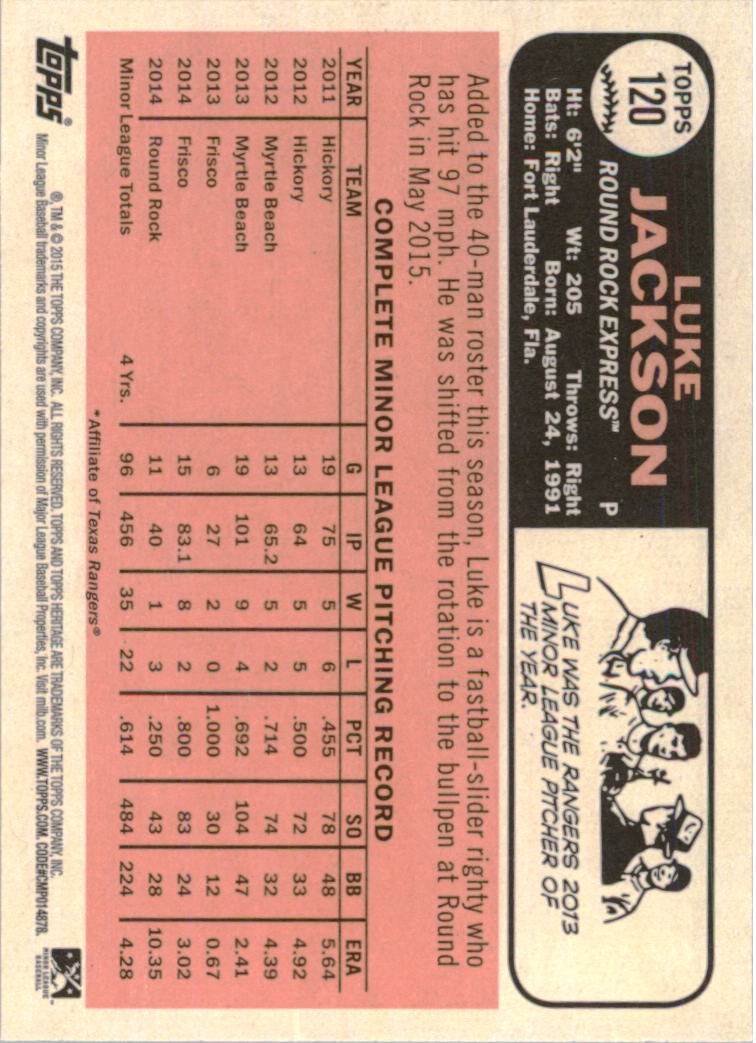 TOPPS
120
LUKE
JACKSON
ROUND ROCK EXPRESS™ P
Ht: 6'2" Wt: 205 Throws: Right
Bats: Right Born: August 24, 1991
Home: Fort Lauderdale, Fla.
LUKE WAS THE RANGERS 2013
MINOR LEAGUE PITCHER OF
THE YEAR.
Added to the 40-man roster this season, Luke is a fastball-slider righty who
has hit 97 mph. He was shifted from the rotation to the bullpen at Round
Rock in May 2015.
COMPLETE MINOR LEAGUE PITCHING RECORD
YEAR TEAM G IP W L PCT SO BB ERA
2011 Hickory 19 75 5 6 .455 78 48 5.64
2012 Hickory 13 64 5 5 .500 72 33 4.92
2012 Myrtle Beach 13 65.2 5 2 .714 74 32 4.39
2013 Myrtle Beach 19 101 9 4 .692 104 47 2.41
2013 Frisco 6 27 2 0 1.000 30 12 0.67
2014 Frisco 15 83.1 8 2 .800 83 24 3.02
2014 Round Rock 11 40 1 3 .250 43 28 10.35
Minor League Totals 4 Yrs. 96 456 35 22 .614 484 224 4.28
*Affiliate of Texas Rangers®
topps®
®, TM & © 2015 THE TOPPS COMPANY, INC. ALL RIGHTS RESERVED. TOPPS AND TOPPS HERITAGE ARE TRADEMARKS OF THE TOPPS COMPANY, INC.
Minor League Baseball trademarks and copyrights are used with permission of Major League Baseball Properties, Inc. Visit milb.com. WWW.TOPPS.COM. CODE#CMP014878.
MINOR LEAGUE
BASEBALL™